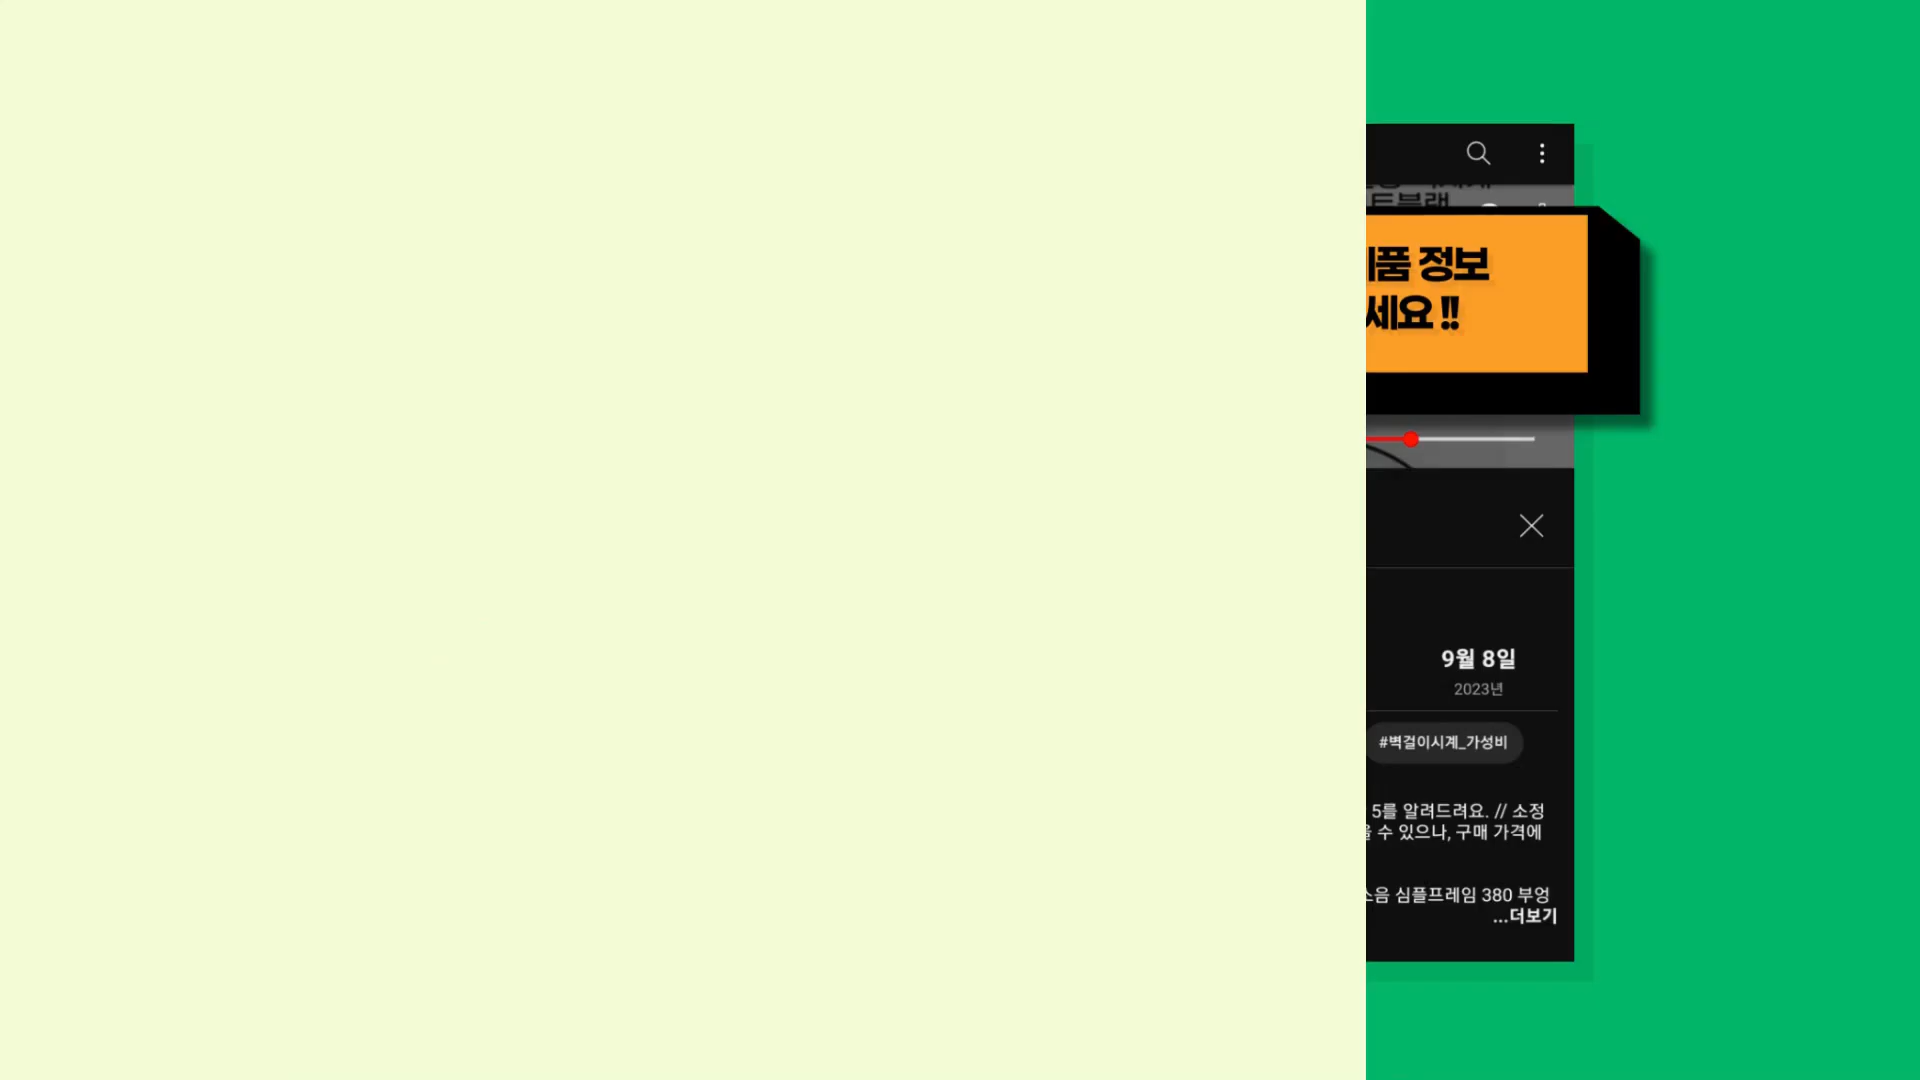 품 정보
세요 !!
9월 8일
2023년
#벽걸이시계_가성비
5를 알려드려요. // 소정
수 있으나, 구매 가격에
심플프레임 380 부엉
...더보기